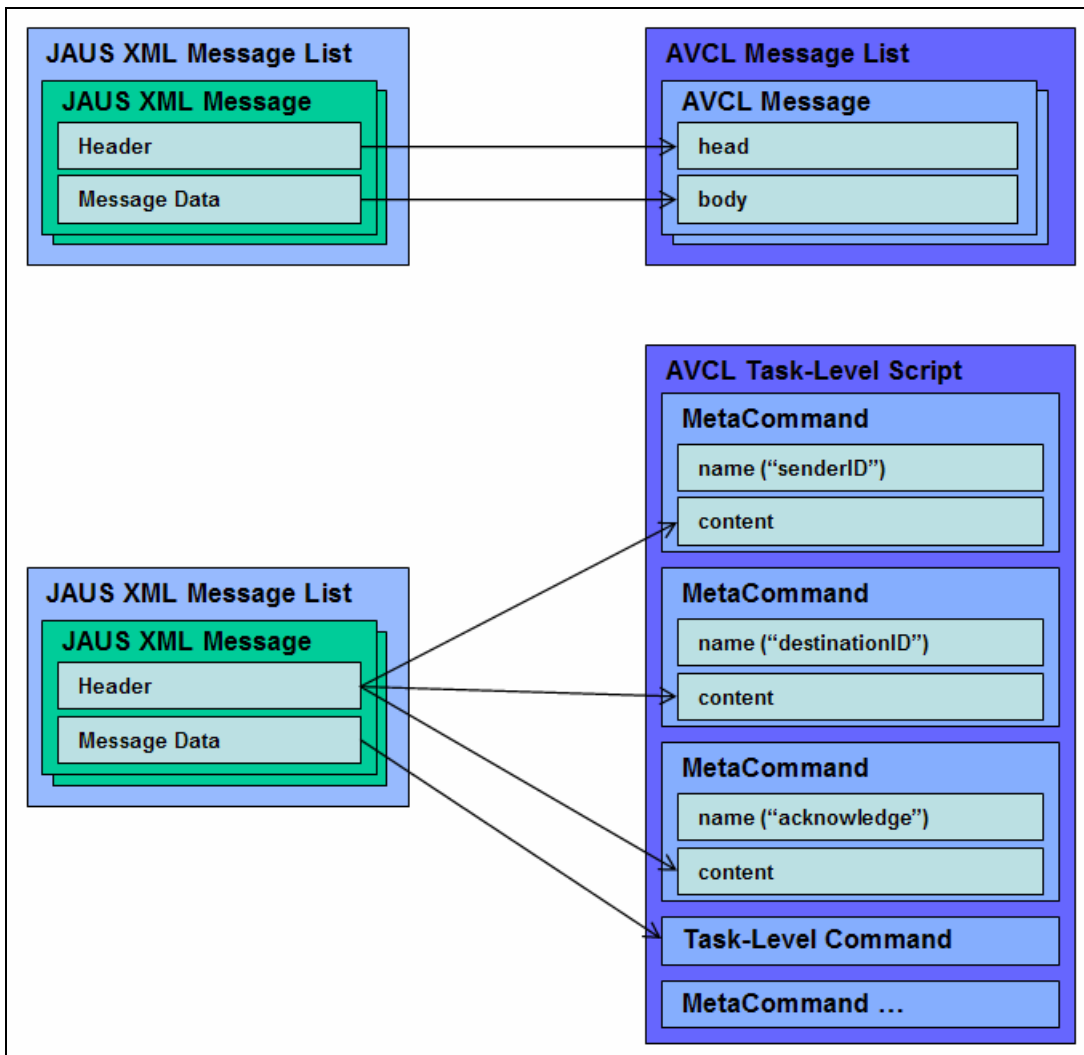 JAUS XML Message List
JAUS XML Message
Header
Message Data
AVCL Message List
AVCL Message
head
body
JAUS XML Message List
JAUS XML Message
Header
Message Data
AVCL Task-Level Script
MetaCommand
name (“senderID”)
content
MetaCommand
name (“destinationID”)
content
MetaCommand
name (“acknowledge”)
content
Task-Level Command
MetaCommand …